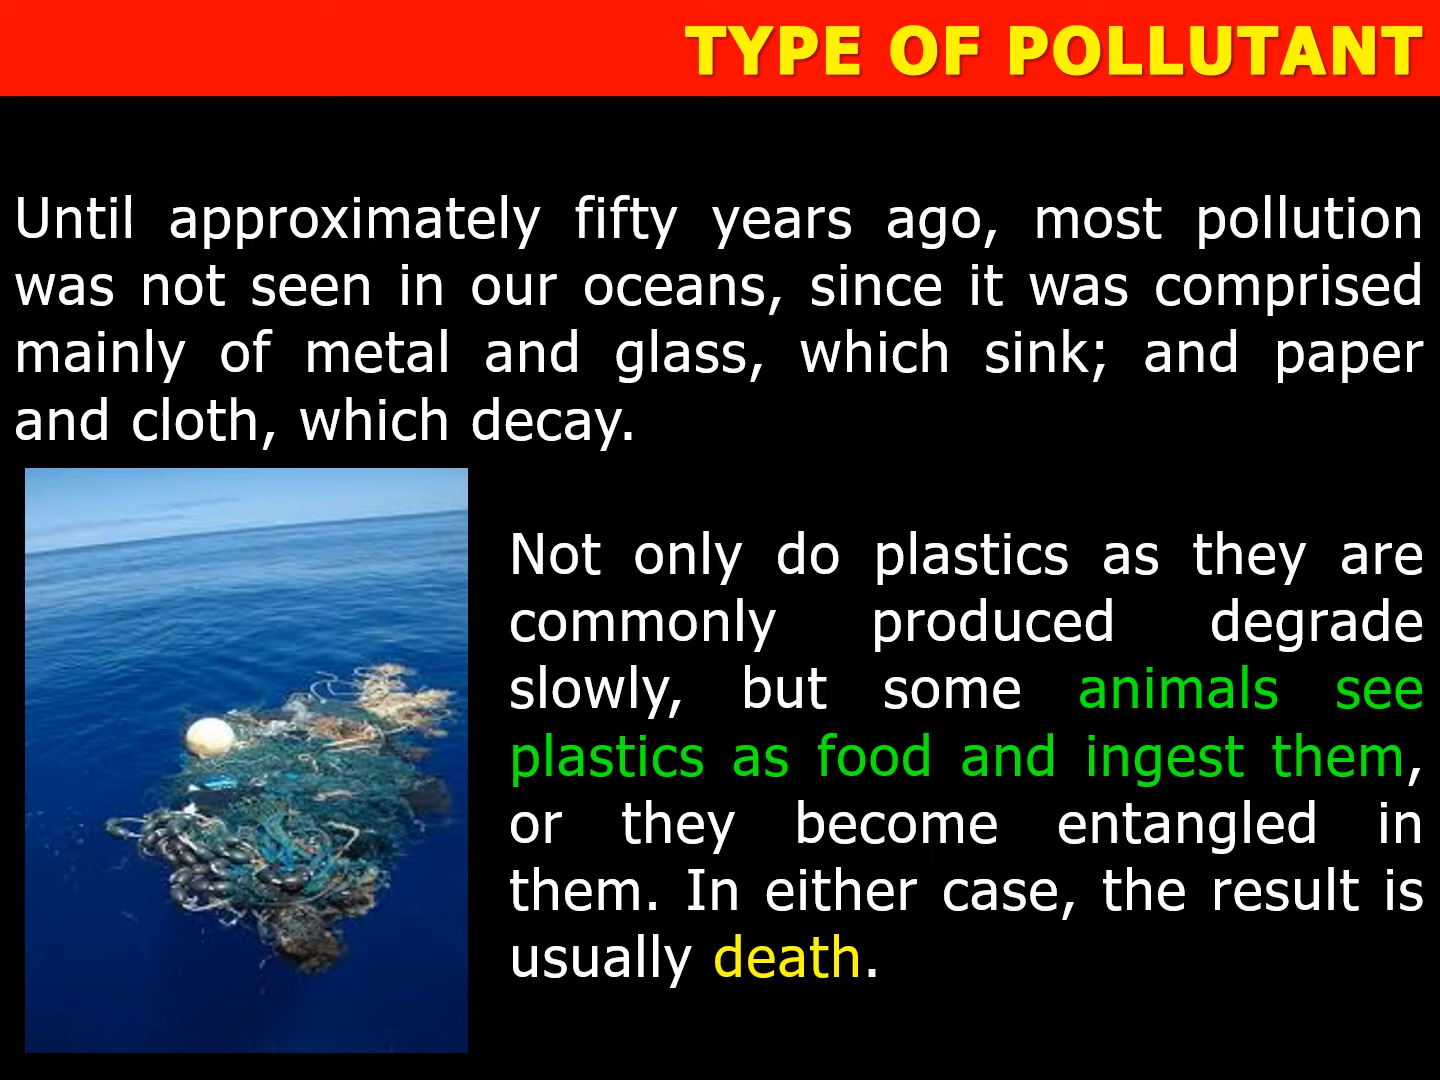 TYPE OF POLLUTANT
Until approximately fifty years ago, most pollution
was not seen in our oceans, since it was comprised
mainly of metal and glass, which sink; and paper
and cloth, which decay.
Not only do plastics as they are
commonly produced degrade
slowly, but some animals see
plastics as food and ingest them,
or they become entangled in
them. In either case, the result is
usually death.